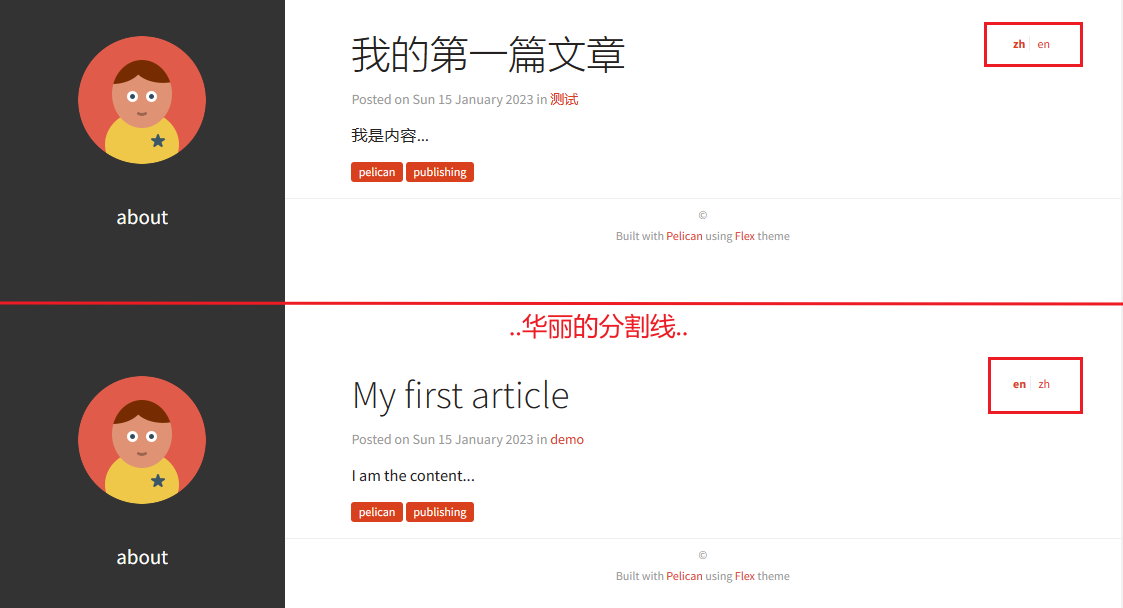 我的第一篇文章
zh | en
Posted on Sun 15 January 2023 in 测试
我是内容...
pelican publishing
about
©
Built with Pelican using Flex theme
..华丽的分割线..
My first article
en | zh
Posted on Sun 15 January 2023 in demo
I am the content...
pelican publishing
about
©
Built with Pelican using Flex theme